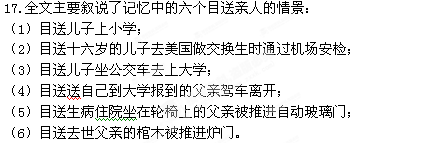 17.全文主要叙说了记忆中的六个目送亲人的情景：
（1）目送儿子上小学；
（2）目送十六岁的儿子去美国做交换生时通过机场安检；
（3）目送儿子坐公交车去上大学；
（4）目送送自己到大学报到的父亲驾车离开；
（5）目送生病住院坐在轮椅上的父亲被推进自动玻璃门；
（6）目送去世父亲的棺木被推进炉门。